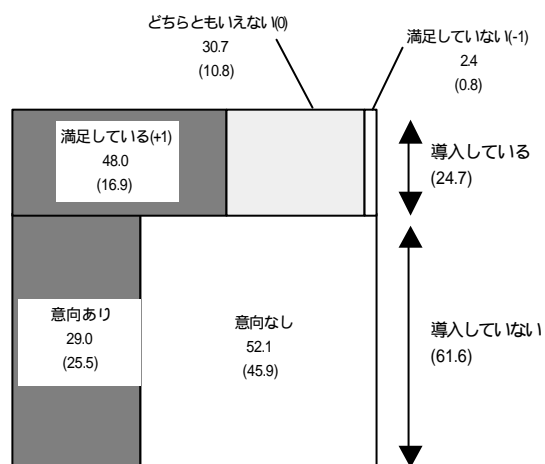 どちらともいえない(0)
30.7
(10.8)
満足していない(-1)
2.4
(0.8)
満足している(+1)
48.0
(16.9)
導入している
(24.7)
意向あり
29.0
(25.5)
意向なし
52.1
(45.9)
導入していない
(61.6)